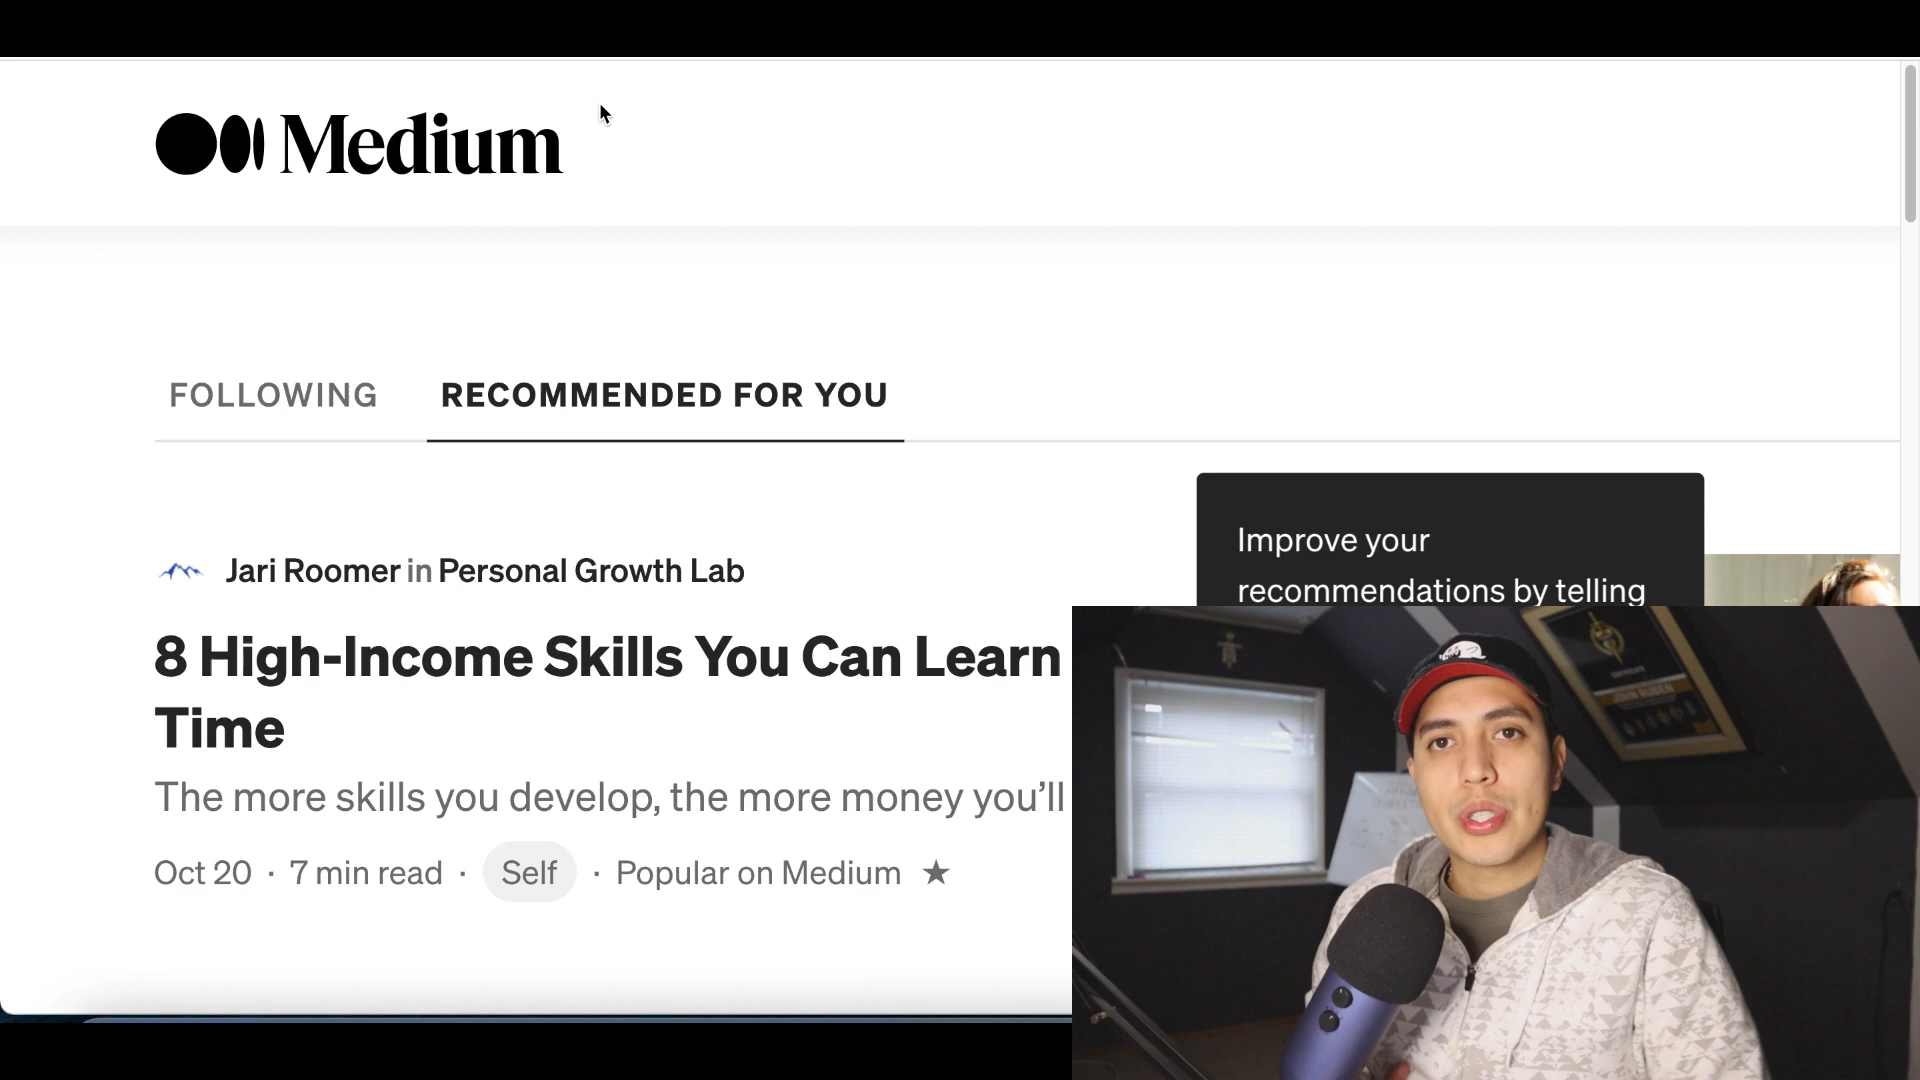 Medium
FOLLOWING
RECOMMENDED FOR YOU
Improve your
recommendations by telling
Jari Roomer in Personal Growth Lab
8 High-Income Skills You Can Learn
Time
The more skills you develop, the more money you’ll
Oct 20 · 7 min read · Self · Popular on Medium ★
JOHN RUBEN